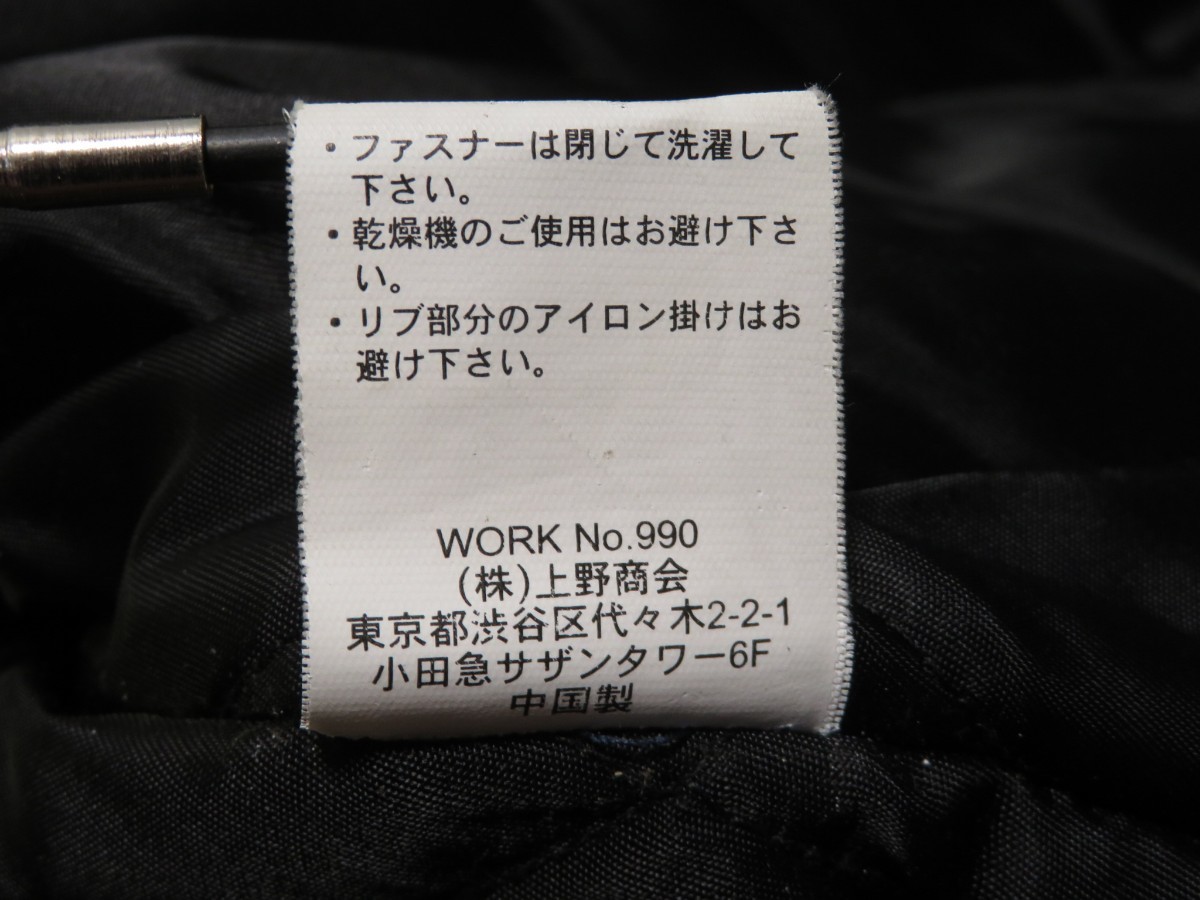 ・ファスナーは閉じて洗濯して
下さい。
・乾燥機のご使用はお避け下さ
い。
・リブ部分のアイロン掛けはお
避け下さい。
WORK No.990
(株)上野商会
東京都渋谷区代々木2-2-1
小田急サザンタワー6F
中国製